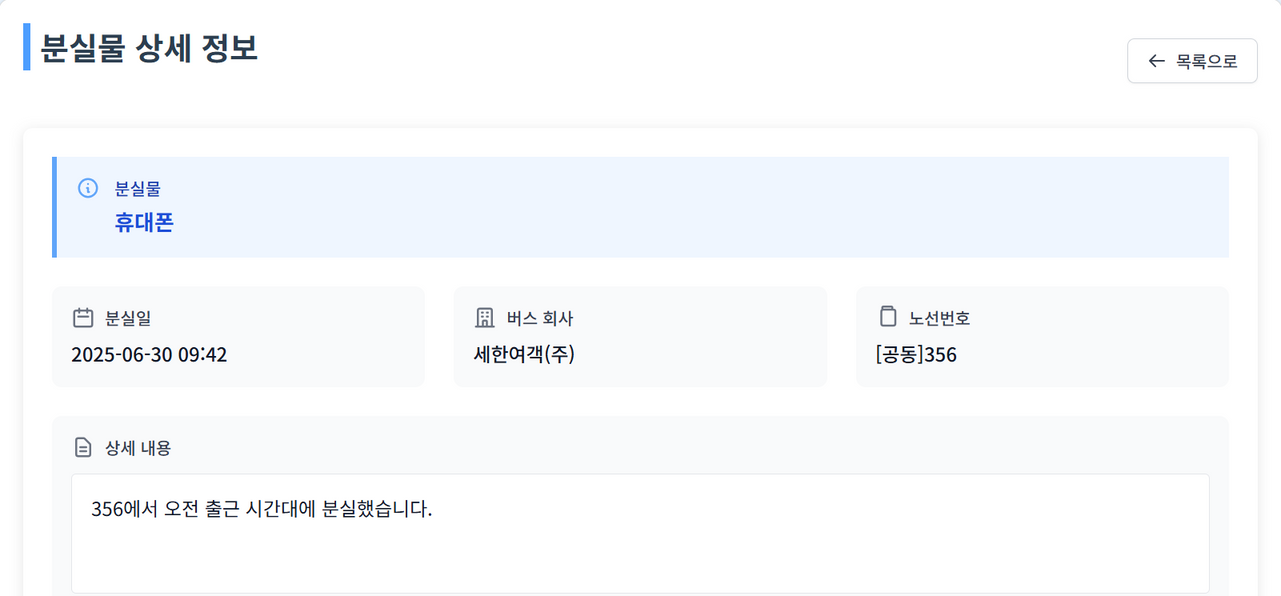 분실물 상세 정보
← 목록으로
분실물
휴대폰
분실일
2025-06-30 09:42
버스 회사
세한여객(주)
노선번호
[공동]356
상세 내용
356에서 오전 출근 시간대에 분실했습니다.